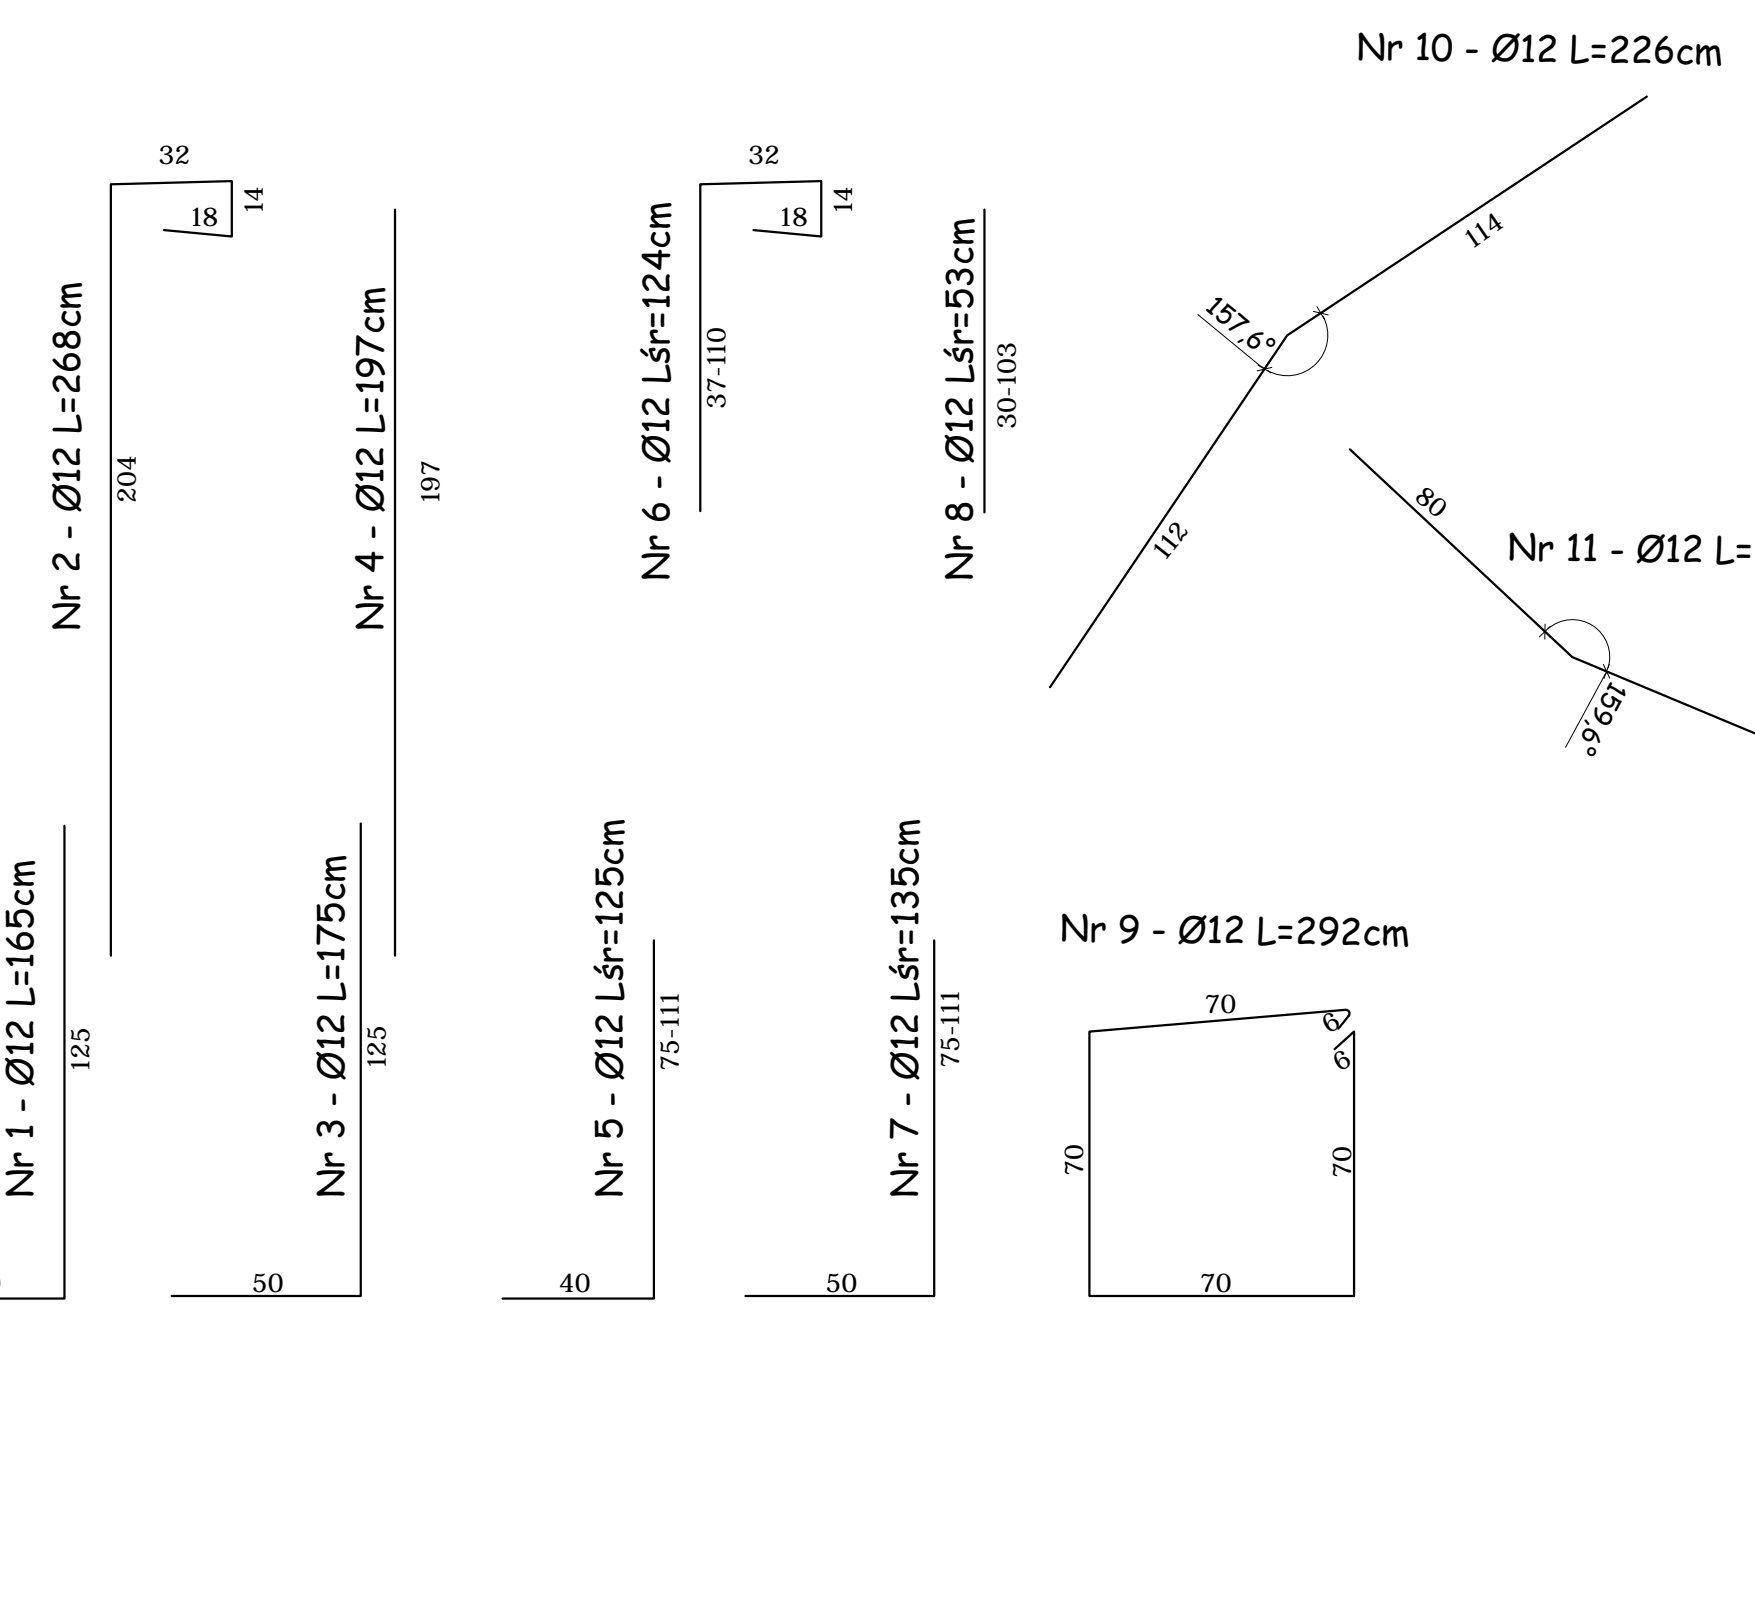 Nr 10 - Ø12 L=226cm
114
157,6°
112
32
14
18
Nr 2 - Ø12 L=268cm
204
Nr 4 - Ø12 L=197cm
197
32
14
18
Nr 6 - Ø12 Lśr=124cm
37-110
Nr 8 - Ø12 Lśr=53cm
30-103
80
Nr 11 - Ø12 L=
159,6°
Nr 1 - Ø12 L=165cm
125
Nr 3 - Ø12 L=175cm
125
50
Nr 5 - Ø12 Lśr=125cm
75-111
40
Nr 7 - Ø12 Lśr=135cm
75-111
50
Nr 9 - Ø12 L=292cm
70
6
6
70
70
70